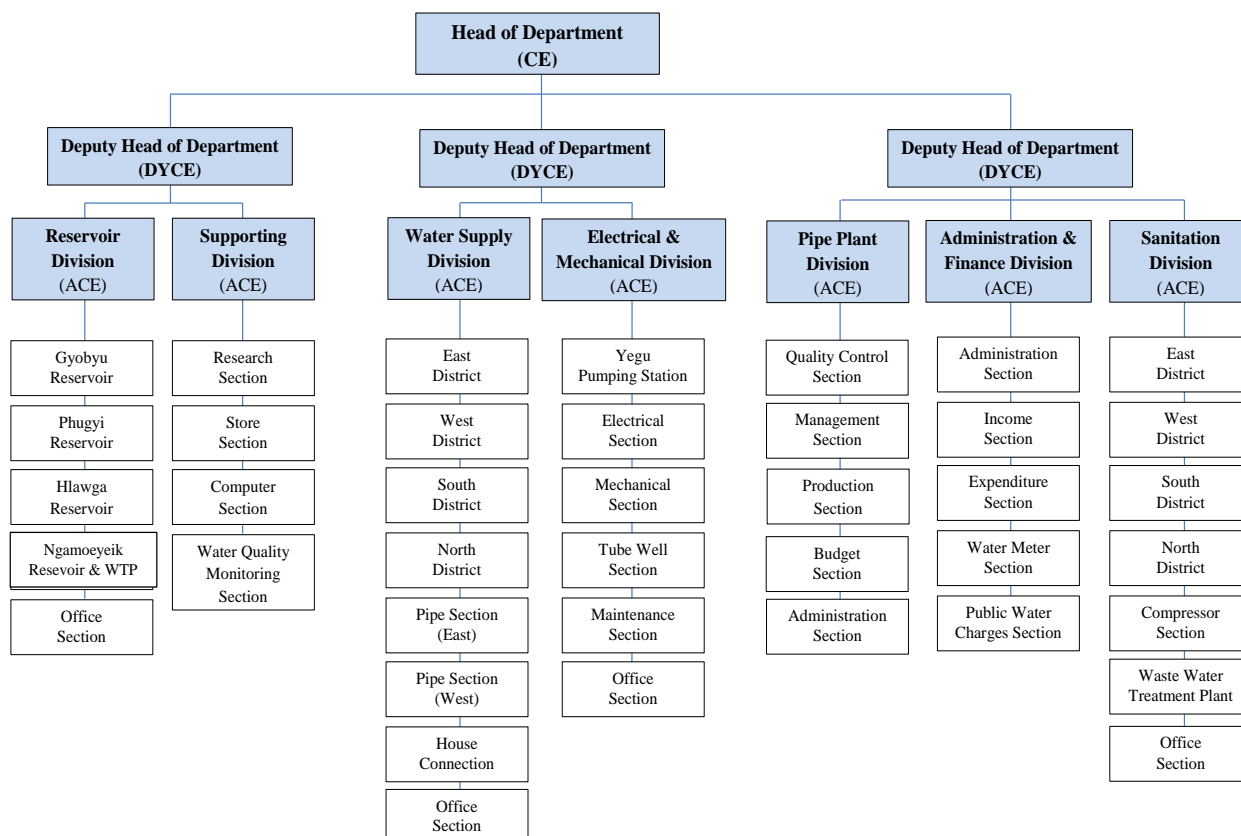 Head of Department
(CE)
Deputy Head of Department
(DYCE)
Deputy Head of Department
(DYCE)
Deputy Head of Department
(DYCE)
Reservoir
Division
(ACE)
Supporting
Division
(ACE)
Water Supply
Division
(ACE)
Electrical &
Mechanical Division
(ACE)
Pipe Plant
Division
(ACE)
Administration &
Finance Division
(ACE)
Sanitation
Division
(ACE)
Gyobyu
Reservoir
Phugyi
Reservoir
Hlawga
Reservoir
Ngamoeyeik
Resevoir & WTP
Office
Section
Research
Section
Store
Section
Computer
Section
Water Quality
Monitoring
Section
East
District
West
District
South
District
North
District
Pipe Section
(East)
Pipe Section
(West)
House
Connection
Office
Section
Yegu
Pumping Station
Electrical
Section
Mechanical
Section
Tube Well
Section
Maintenance
Section
Office
Section
Quality Control
Section
Management
Section
Production
Section
Budget
Section
Administration
Section
Administration
Section
Income
Section
Expenditure
Section
Water Meter
Section
Public Water
Charges Section
East
District
West
District
South
District
North
District
Compressor
Section
Waste Water
Treatment Plant
Office
Section